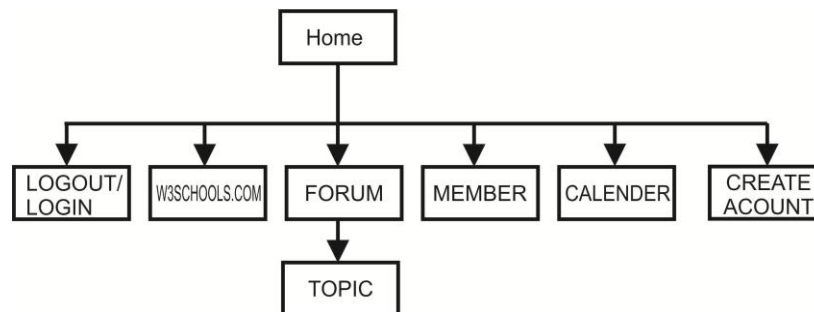 Home
LOGOUT/
LOGIN
W3SCHOOLS.COM
FORUM
MEMBER
CALENDER
CREATE
ACOUNT
TOPIC